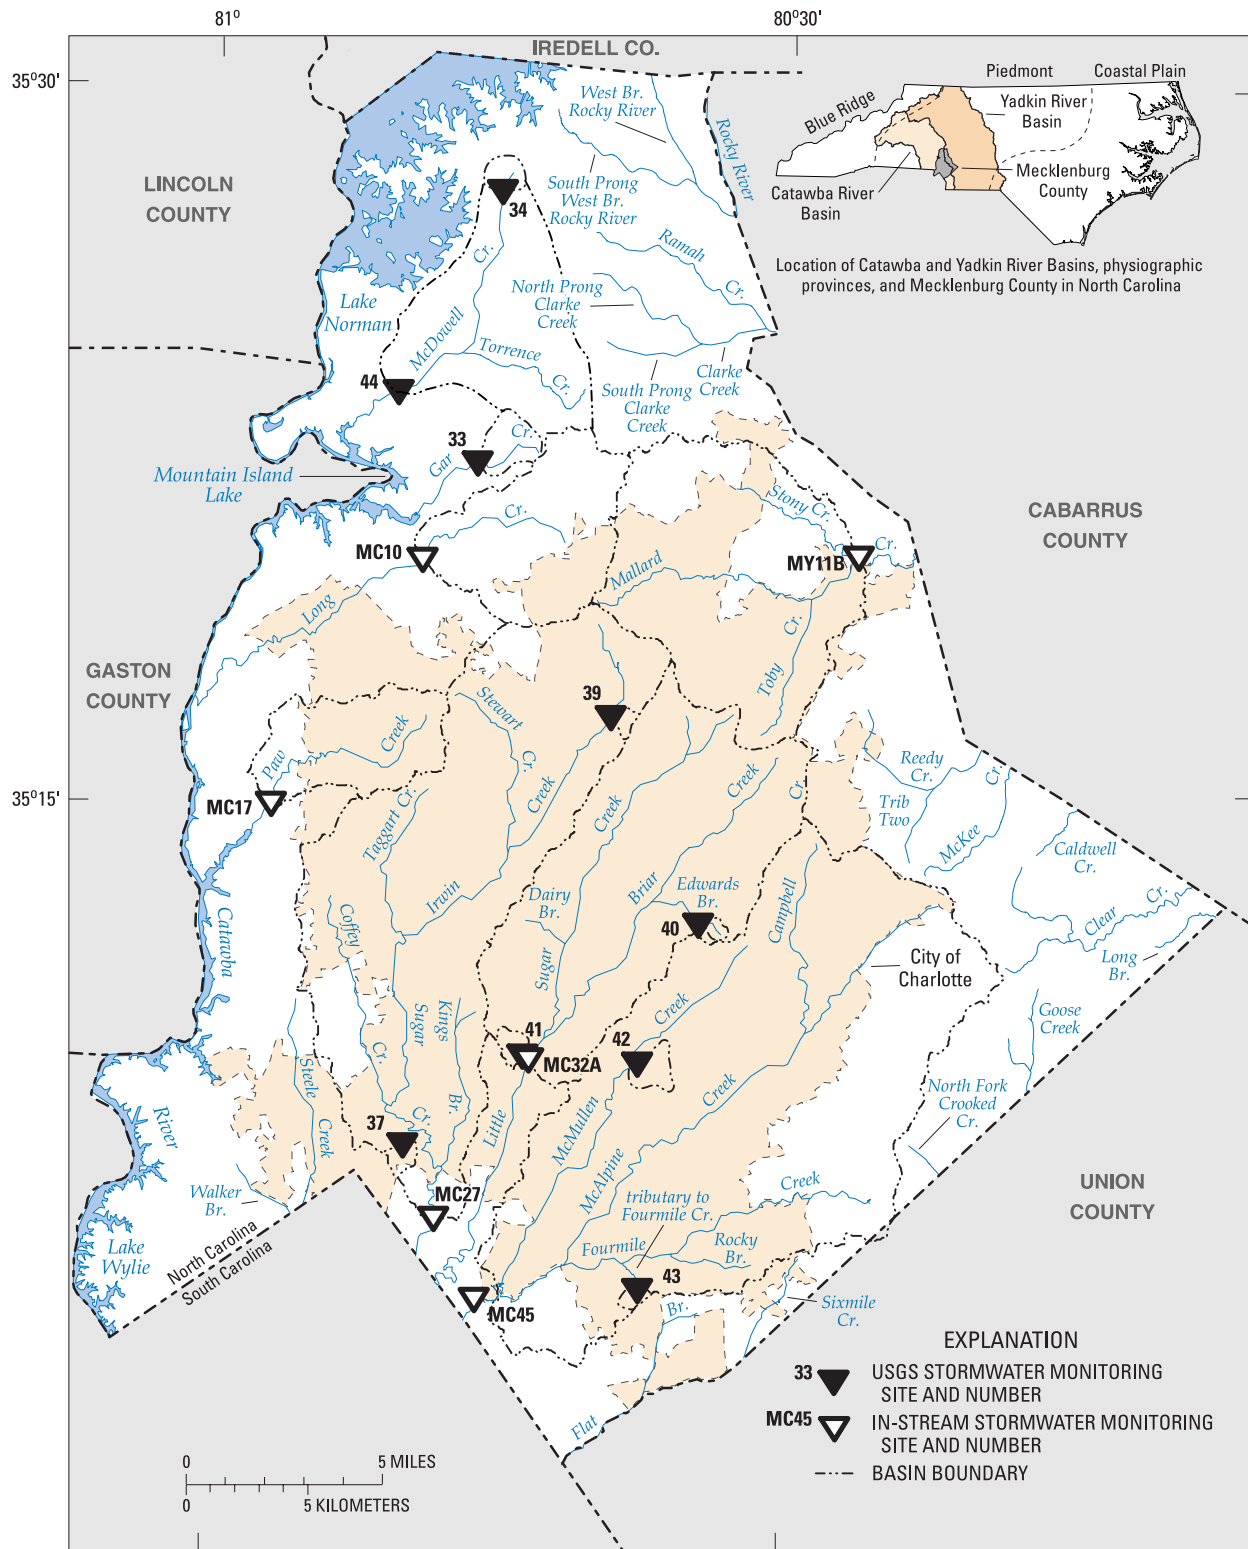 81°
80°30'
35°30'
IREDELL CO.
Piedmont
Coastal Plain
Blue Ridge
Yadkin River
Basin
Mecklenburg
County
Catawba River
Basin
Location of Catawba and Yadkin River Basins, physiographic
provinces, and Mecklenburg County in North Carolina
West Br.
Rocky River
Rocky River
LINCOLN
COUNTY
34
South Prong
West Br.
Rocky River
Ramah
Cr.
Cr.
North Prong
Clarke
Creek
Lake
Norman
McDowell
Torrence
Cr.
44
South Prong
Clarke
Creek
Clarke
Creek
33
Gar
Cr.
Mountain Island
Lake
Cr.
Stony Cr.
CABARRUS
COUNTY
MC10
MY11B
Cr.
Mallard
Long
Cr.
Toby
GASTON
COUNTY
39
Stewart
Cr.
Creek
Paw
Creek
Reedy
Cr.
Cr.
Trib
Two
McKee
35°15'
MC17
Taggart Cr.
Creek
Creek
Cr.
Caldwell
Cr.
Irwin
Dairy
Br.
Briar
Edwards
Br.
Campbell
Clear
Cr.
Coffey
40
Catawba
Sugar
City of
Charlotte
Long
Br.
Kings
Sugar
Creek
Goose
Creek
41
42
MC32A
Cr.
Steele
Creek
Creek
North Fork
Crooked
Cr.
River
37
Cr.
Br.
Little
McMullen
McAlpine
Walker
Br.
MC27
tributary to
Fourmile Cr.
Creek
UNION
COUNTY
Lake
Wylie
North Carolina
South Carolina
Fourmile
Rocky
Br.
43
MC45
Br.
Sixmile
Cr.
Flat
EXPLANATION
33
USGS STORMWATER MONITORING
SITE AND NUMBER
MC45
IN-STREAM STORMWATER MONITORING
SITE AND NUMBER
BASIN BOUNDARY
0
5 MILES
0
5 KILOMETERS